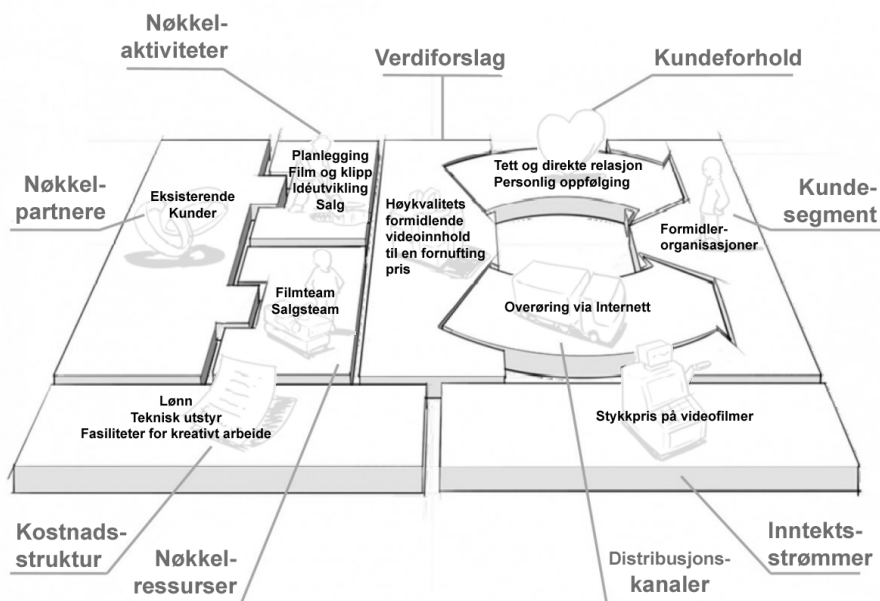 Nøkkel-
aktiviteter
Verdiforslag
Kundeforhold
Nøkkel-
partnere
Eksisterende
Kunder
Planlegging
Film og klipp
Idéutvikling
Salg
Høykvalitets
formidlende
videoinnhold
til en fornufting
pris
Tett og direkte relasjon
Personlig oppfølging
Kunde-
segment
Formidler-
organisasjoner
Filmteam
Salgsteam
Overøring via Internett
Lønn
Teknisk utstyr
Fasiliteter for kreativt arbeide
Stykkpris på videofilmer
Kostnads-
struktur
Nøkkel-
ressurser
Distribusjons-
kanaler
Inntekts-
strømmer